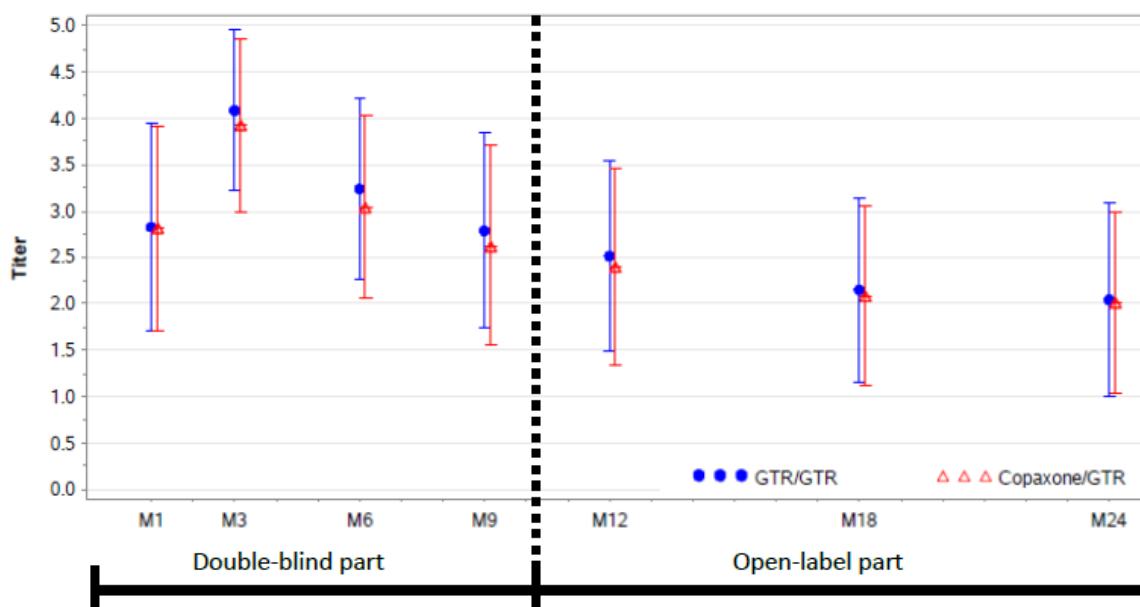 5.0
4.5
4.0
3.5
3.0
2.5
2.0
1.5
1.0
0.5
0.0
Titer
GTR/GTR
Copaxone/GTR
M1 M3 M6 M9 M12 M18 M24
Double-blind part
Open-label part